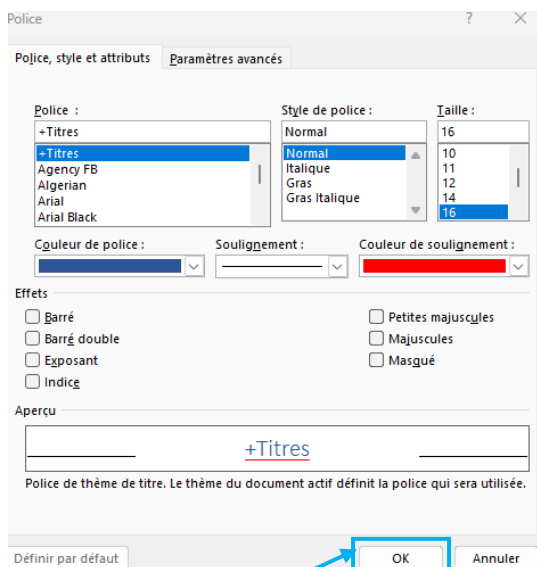 Police ? ×
Police, style et attributs Paramètres avancés
Police : Style de police : Taille :
+Titres Normal 16
+Titres Normal 10
Agency FB Italique 11
Algerian Gras 12
Arial Gras Italique 14
Arial Black 16
Couleur de police : Soulignement : Couleur de soulignement :
Effets
Barré Petites majuscules
Barré double Majuscules
Exposant Masqué
Indice
Aperçu
+Titres
Police de thème de titre. Le thème du document actif définit la police qui sera utilisée.
Définir par défaut OK Annuler